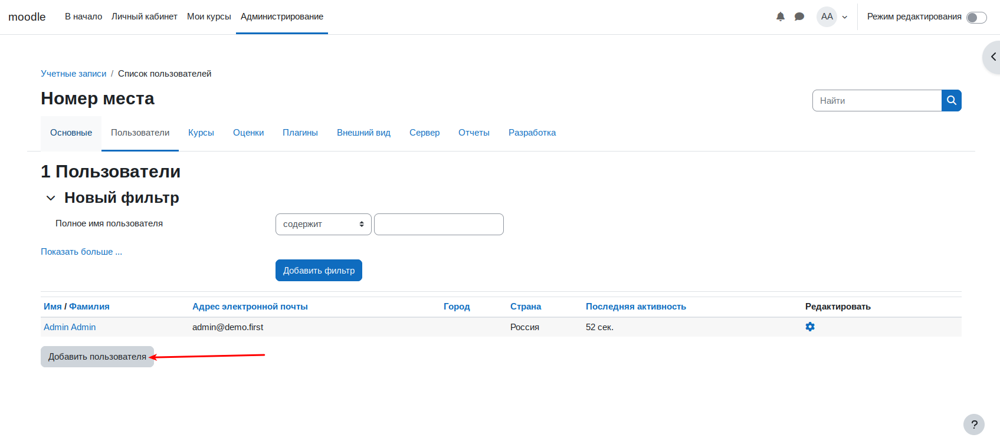 moodle В начало Личный кабинет Мои курсы Администрирование AA Режим редактирования
Учетные записи / Список пользователей
Номер места
Найти
Основные Пользователи Курсы Оценки Плагины Внешний вид Сервер Отчеты Разработка
1 Пользователи
Новый фильтр
Полное имя пользователя содержит
Показать больше ...
Добавить фильтр
Имя / Фамилия Адрес электронной почты Город Страна Последняя активность Редактировать
Admin Admin admin@demo.first Россия 52 сек.
Добавить пользователя
?